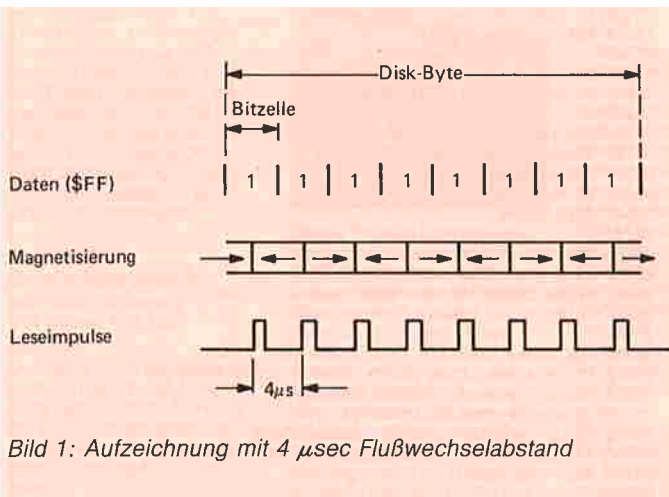 Disk-Byte
Bitzelle
Daten ($FF) 1 1 1 1 1 1 1 1
Magnetisierung
Leseimpulse
4μs
Bild 1: Aufzeichnung mit 4 μsec Flußwechselabstand